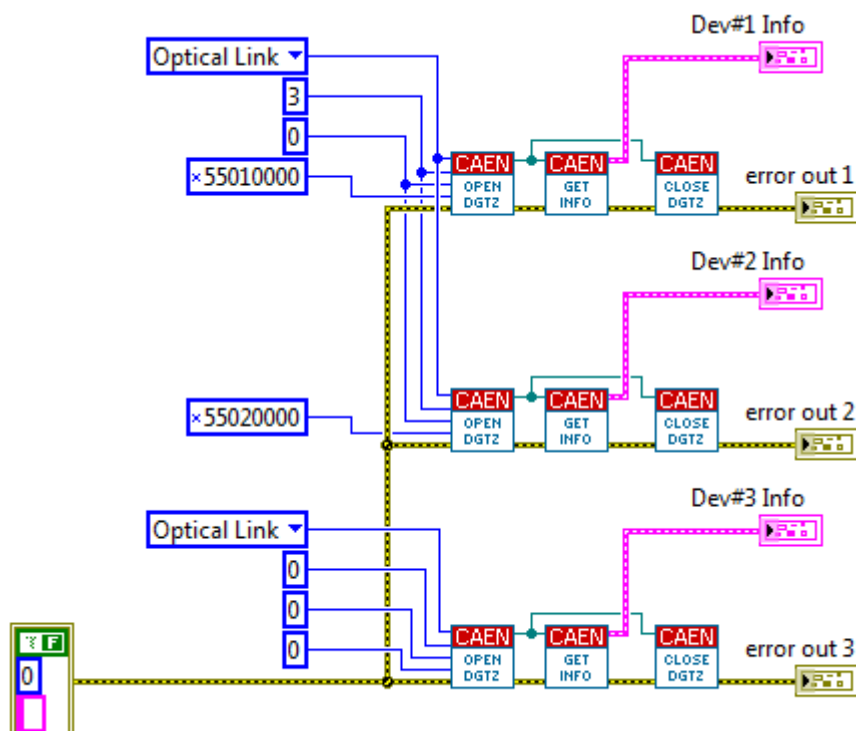 Dev#1 Info
Optical Link
3
0
×55010000
CAEN CAEN CAEN
OPEN DGTZ
GET INFO
CLOSE DGTZ
error out 1
Dev#2 Info
×55020000
CAEN CAEN CAEN
OPEN DGTZ
GET INFO
CLOSE DGTZ
error out 2
Dev#3 Info
Optical Link
0
0
0
CAEN CAEN CAEN
OPEN DGTZ
GET INFO
CLOSE DGTZ
error out 3
F
0